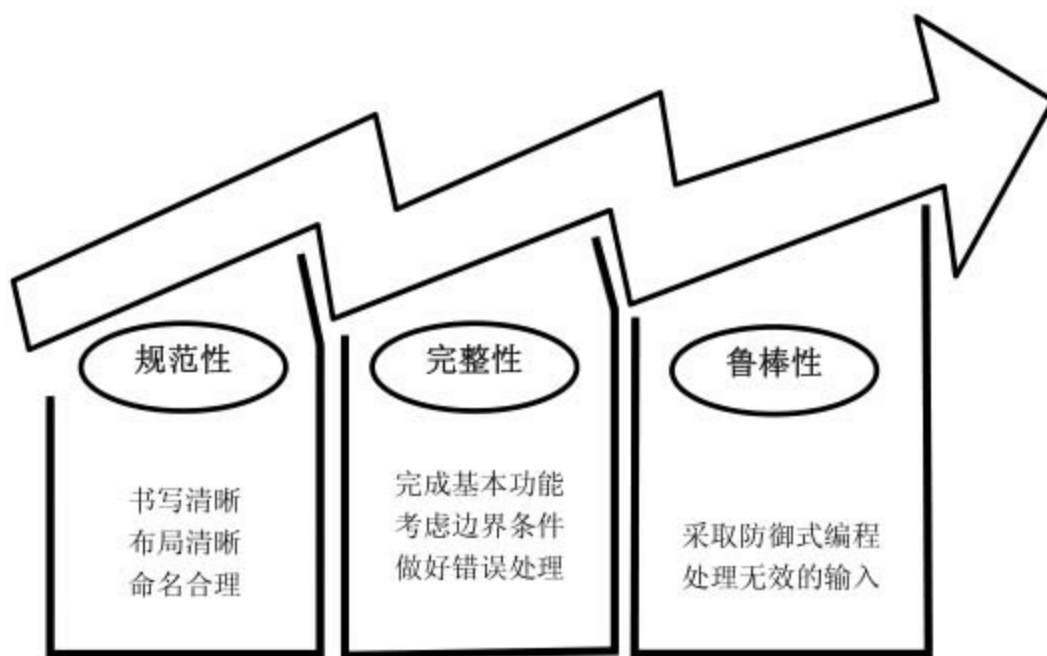 规范性
书写清晰
布局清晰
命名合理
完整性
完成基本功能
考虑边界条件
做好错误处理
鲁棒性
采取防御式编程
处理无效的输入